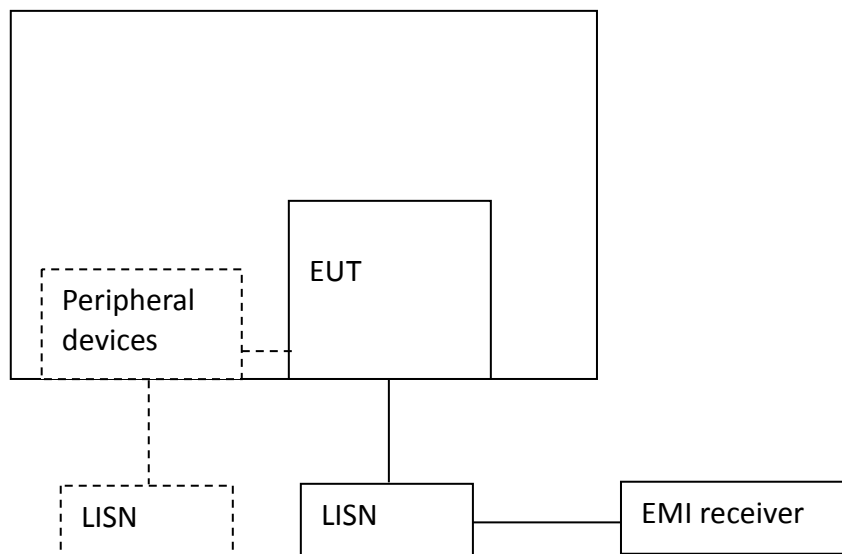 EUT
Peripheral
devices
LISN
LISN
EMI receiver